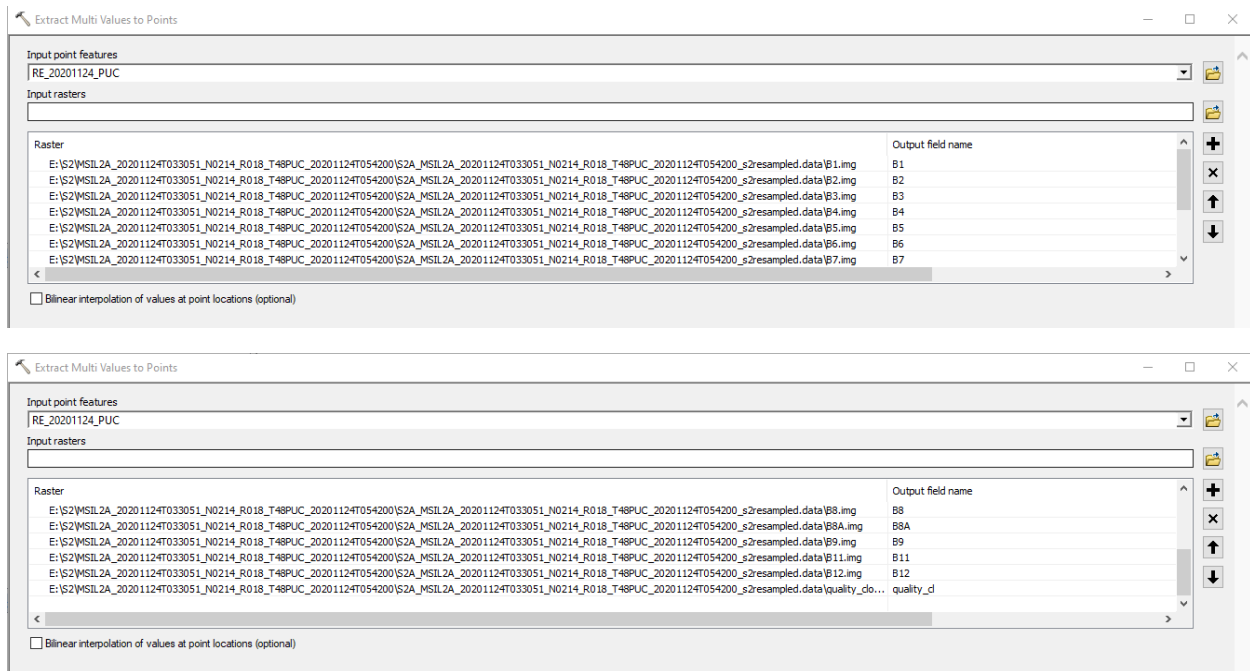 Extract Multi Values to Points
Input point features
RE_20201124_PUC
Input rasters
Raster Output field name
E:\S2\MSIL2A_20201124T033051_N0214_R018_T48PUC_20201124T054200\S2A_MSIL2A_20201124T033051_N0214_R018_T48PUC_20201124T054200_s2resampled.data\B1.img B1
E:\S2\MSIL2A_20201124T033051_N0214_R018_T48PUC_20201124T054200\S2A_MSIL2A_20201124T033051_N0214_R018_T48PUC_20201124T054200_s2resampled.data\B2.img B2
E:\S2\MSIL2A_20201124T033051_N0214_R018_T48PUC_20201124T054200\S2A_MSIL2A_20201124T033051_N0214_R018_T48PUC_20201124T054200_s2resampled.data\B3.img B3
E:\S2\MSIL2A_20201124T033051_N0214_R018_T48PUC_20201124T054200\S2A_MSIL2A_20201124T033051_N0214_R018_T48PUC_20201124T054200_s2resampled.data\B4.img B4
E:\S2\MSIL2A_20201124T033051_N0214_R018_T48PUC_20201124T054200\S2A_MSIL2A_20201124T033051_N0214_R018_T48PUC_20201124T054200_s2resampled.data\B5.img B5
E:\S2\MSIL2A_20201124T033051_N0214_R018_T48PUC_20201124T054200\S2A_MSIL2A_20201124T033051_N0214_R018_T48PUC_20201124T054200_s2resampled.data\B6.img B6
E:\S2\MSIL2A_20201124T033051_N0214_R018_T48PUC_20201124T054200\S2A_MSIL2A_20201124T033051_N0214_R018_T48PUC_20201124T054200_s2resampled.data\B7.img B7
Bilinear interpolation of values at point locations (optional)
Extract Multi Values to Points
Input point features
RE_20201124_PUC
Input rasters
Raster Output field name
E:\S2\MSIL2A_20201124T033051_N0214_R018_T48PUC_20201124T054200\S2A_MSIL2A_20201124T033051_N0214_R018_T48PUC_20201124T054200_s2resampled.data\B8.img B8
E:\S2\MSIL2A_20201124T033051_N0214_R018_T48PUC_20201124T054200\S2A_MSIL2A_20201124T033051_N0214_R018_T48PUC_20201124T054200_s2resampled.data\B8A.img B8A
E:\S2\MSIL2A_20201124T033051_N0214_R018_T48PUC_20201124T054200\S2A_MSIL2A_20201124T033051_N0214_R018_T48PUC_20201124T054200_s2resampled.data\B9.img B9
E:\S2\MSIL2A_20201124T033051_N0214_R018_T48PUC_20201124T054200\S2A_MSIL2A_20201124T033051_N0214_R018_T48PUC_20201124T054200_s2resampled.data\B11.img B11
E:\S2\MSIL2A_20201124T033051_N0214_R018_T48PUC_20201124T054200\S2A_MSIL2A_20201124T033051_N0214_R018_T48PUC_20201124T054200_s2resampled.data\B12.img B12
E:\S2\MSIL2A_20201124T033051_N0214_R018_T48PUC_20201124T054200\S2A_MSIL2A_20201124T033051_N0214_R018_T48PUC_20201124T054200_s2resampled.data\quality_clo... quality_cl
Bilinear interpolation of values at point locations (optional)